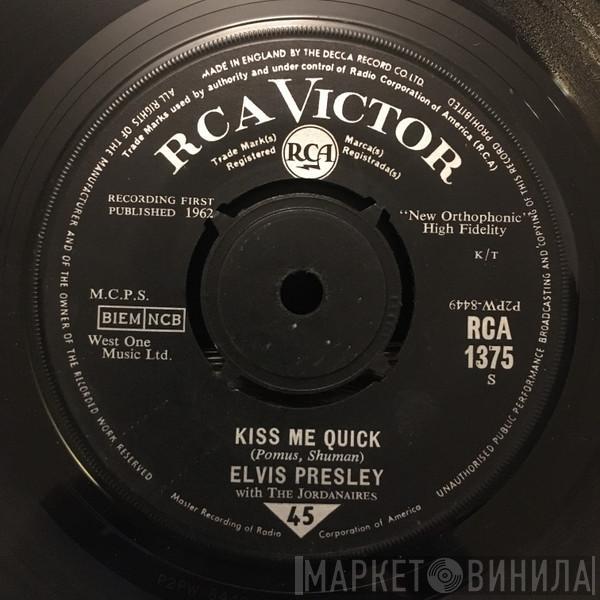 MADE IN ENGLAND BY THE DECCA RECORD CO. LTD.
Trade Marks used by authority and under control of Radio Corporation of America (R.C.A)
ALL RIGHTS OF THE MANUFACTURER AND OF THE OWNER OF THE RECORDED WORK RESERVED
UNAUTHORISED PUBLIC PERFORMANCE BROADCASTING AND COPYING OF THIS RECORD PROHIBITED
RCA VICTOR
Trade Mark(s)
Registered
RCA
Marca(s)
Registrada(s)
RECORDING FIRST
PUBLISHED 1962
"New Orthophonic"
High Fidelity
K/T
M.C.P.S.
BIEM NCB
West One
Music Ltd.
P2PW-8449
RCA
1375
S
KISS ME QUICK
(Pomus, Shuman)
ELVIS PRESLEY
with THE JORDANAIRES
45
Master Recording of Radio Corporation of America
МАРКЕТ ВИНИЛА